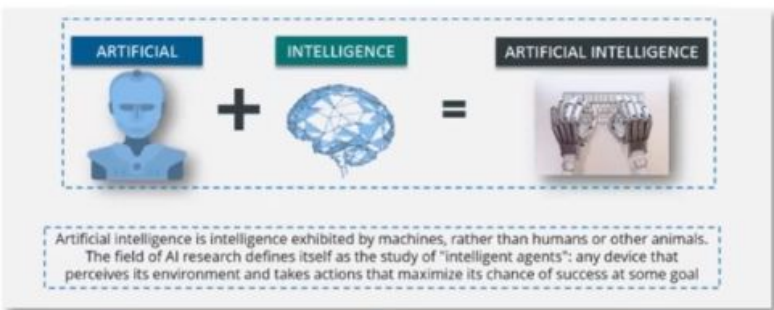 ARTIFICIAL
INTELLIGENCE
ARTIFICIAL INTELLIGENCE
+
=
Artificial intelligence is intelligence exhibited by machines, rather than humans or other animals.
The field of AI research defines itself as the study of "intelligent agents": any device that
perceives its environment and takes actions that maximize its chance of success at some goal